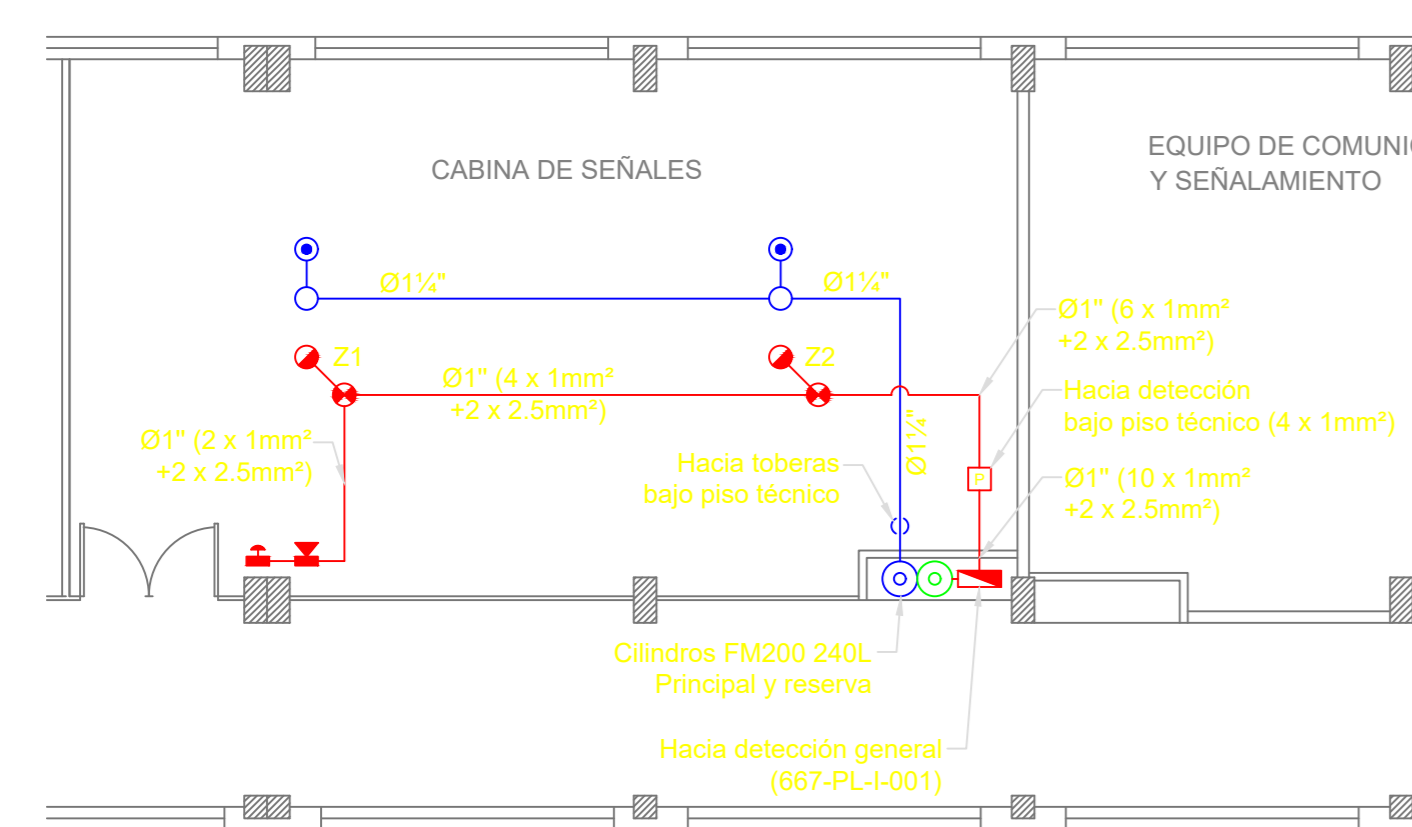 CABINA DE SEÑALES
EQUIPO DE COMUNI
Y SEÑALAMIENTO
Ø1¼"
Ø1¼"
Ø1" (6 x 1mm²
+2 x 2.5mm²)
Z1
Z2
Ø1" (4 x 1mm²
+2 x 2.5mm²)
Hacia detección
bajo piso técnico (4 x 1mm²)
Ø1" (2 x 1mm²
+2 x 2.5mm²)
Ø1¼"
Hacia toberas
bajo piso técnico
P
Ø1" (10 x 1mm²
+2 x 2.5mm²)
Cilindros FM200 240L
Principal y reserva
Hacia detección general
(667-PL-I-001)